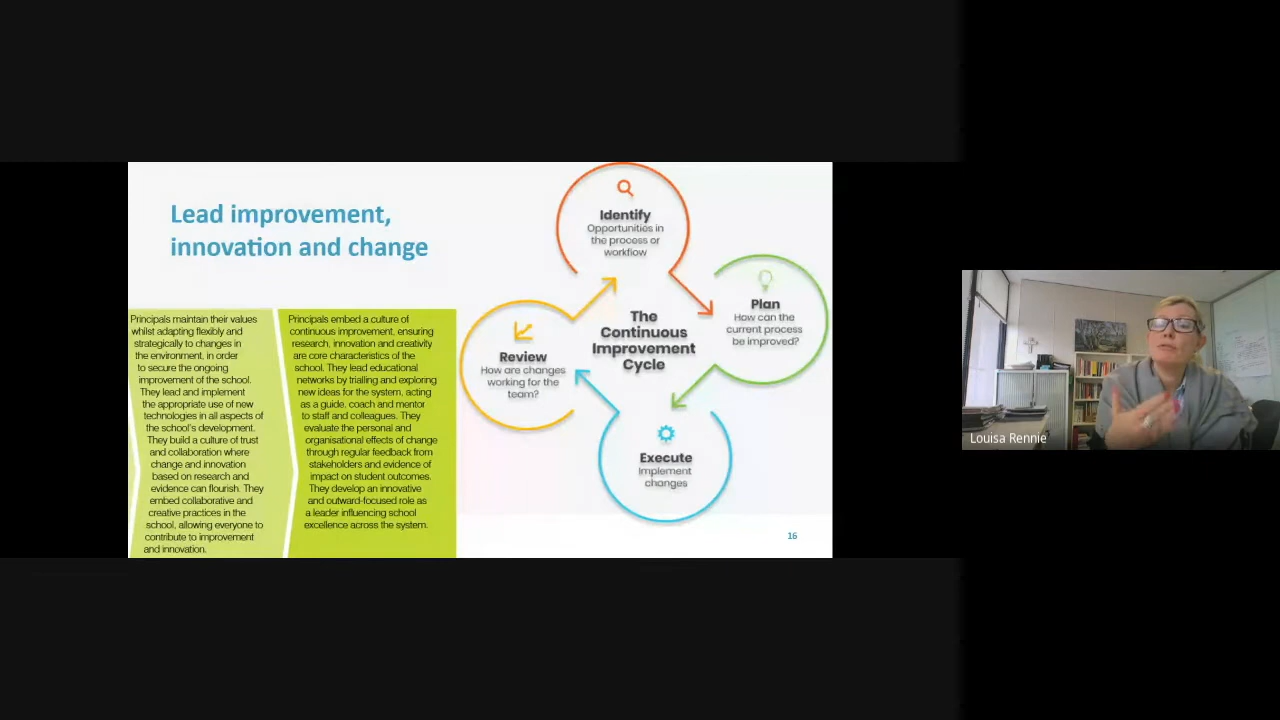 Lead improvement,
innovation and change
Principals maintain their values
whilst adapting flexibly and
strategically to changes in
the environment, in order
to secure the ongoing
improvement of the school.
They lead and implement
the appropriate use of new
technologies in all aspects of
the school's development.
They build a culture of trust
and collaboration where
change and innovation
based on research and
evidence can flourish. They
embed collaborative and
creative practices in the
school, allowing everyone to
contribute to improvement
and innovation.
Principals embed a culture of
continuous improvement, ensuring
research, innovation and creativity
are core characteristics of the
school. They lead educational
networks by trialling and exploring
new ideas for the system, acting
as a guide, coach and mentor
to staff and colleagues. They
evaluate the personal and
organisational effects of change
through regular feedback from
stakeholders and evidence of
impact on student outcomes.
They develop an innovative
and outward-focused role as
a leader influencing school
excellence across the system.
Identify
Opportunities in
the process or
workflow
Plan
How can the
current process
be improved?
The
Continuous
Improvement
Cycle
Review
How are changes
working for the
team?
Execute
Implement
changes
16
Louisa Rennie